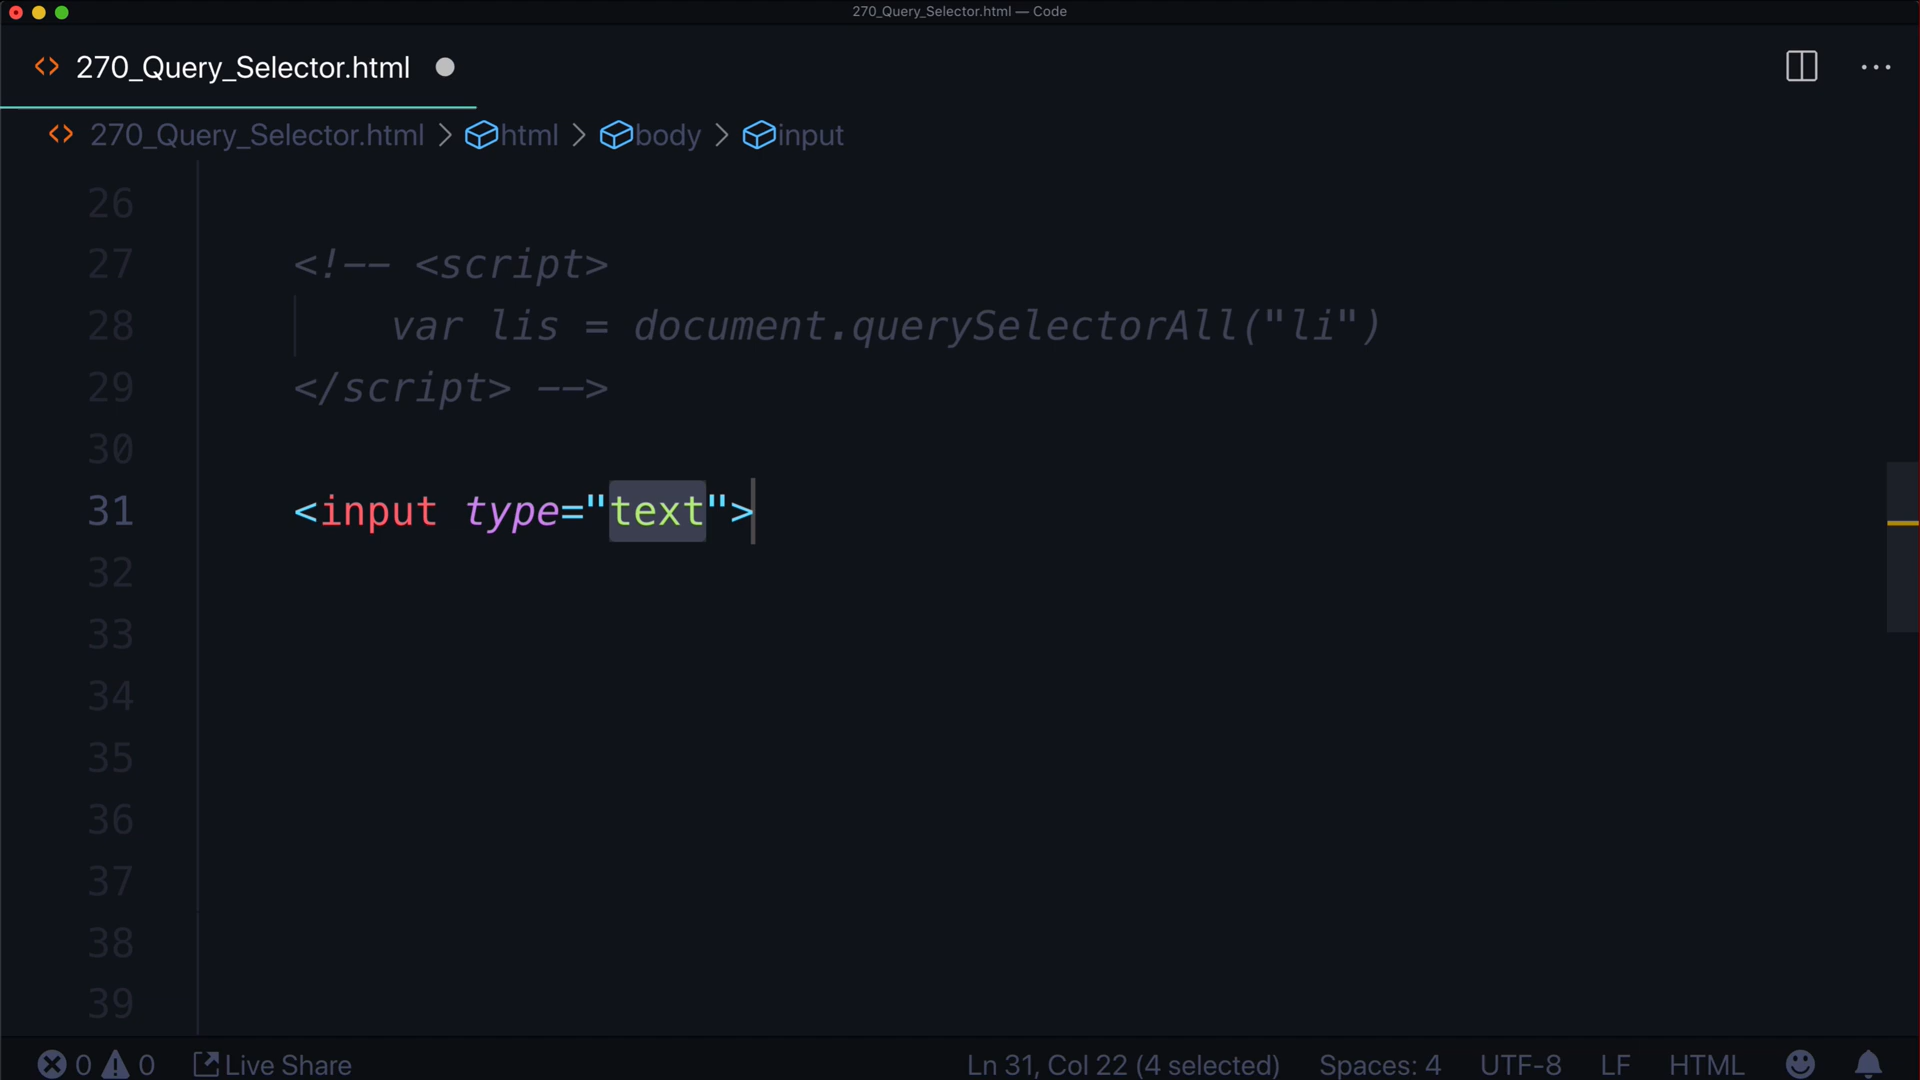 270_Query_Selector.html — Code
270_Query_Selector.html
270_Query_Selector.html > html > body > input
26
27 <!-- <script>
28 var lis = document.querySelectorAll("li")
29 </script> -->
30
31 <input type="text">
32
33
34
35
36
37
38
39
0 0 Live Share Ln 31, Col 22 (4 selected) Spaces: 4 UTF-8 LF HTML